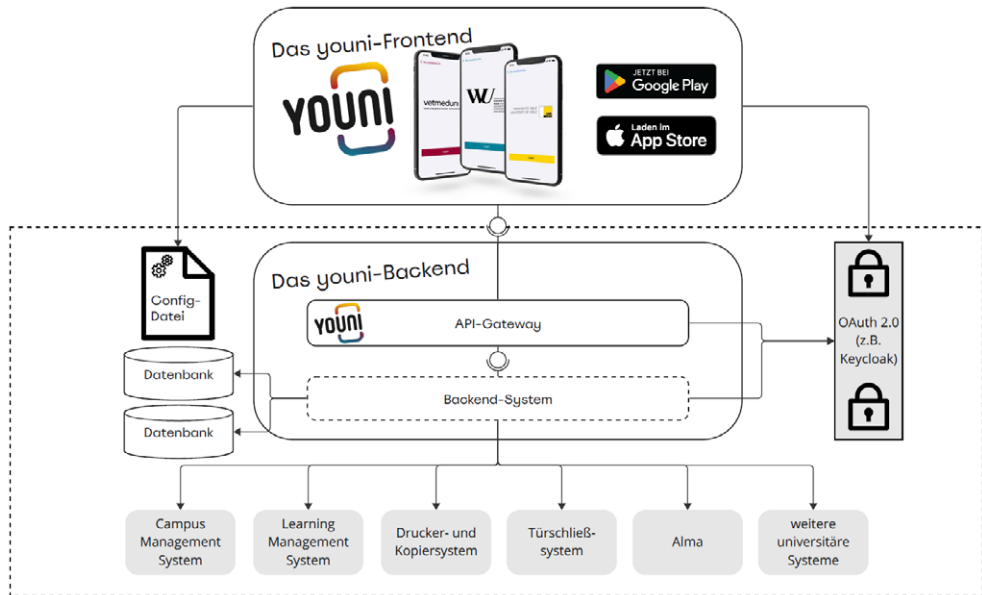 Das youni-Frontend
YOUNI
vetmeduni
WU
JETZT BEI
Google Play
Laden im
App Store
Das youni-Backend
Config-
Datei
YOUNI
API-Gateway
OAuth 2.0
(z.B.
Keycloak)
Datenbank
Backend-System
Datenbank
Campus
Management
System
Learning
Management
System
Drucker- und
Kopiersystem
Türschließ-
system
Alma
weitere
universitäre
Systeme